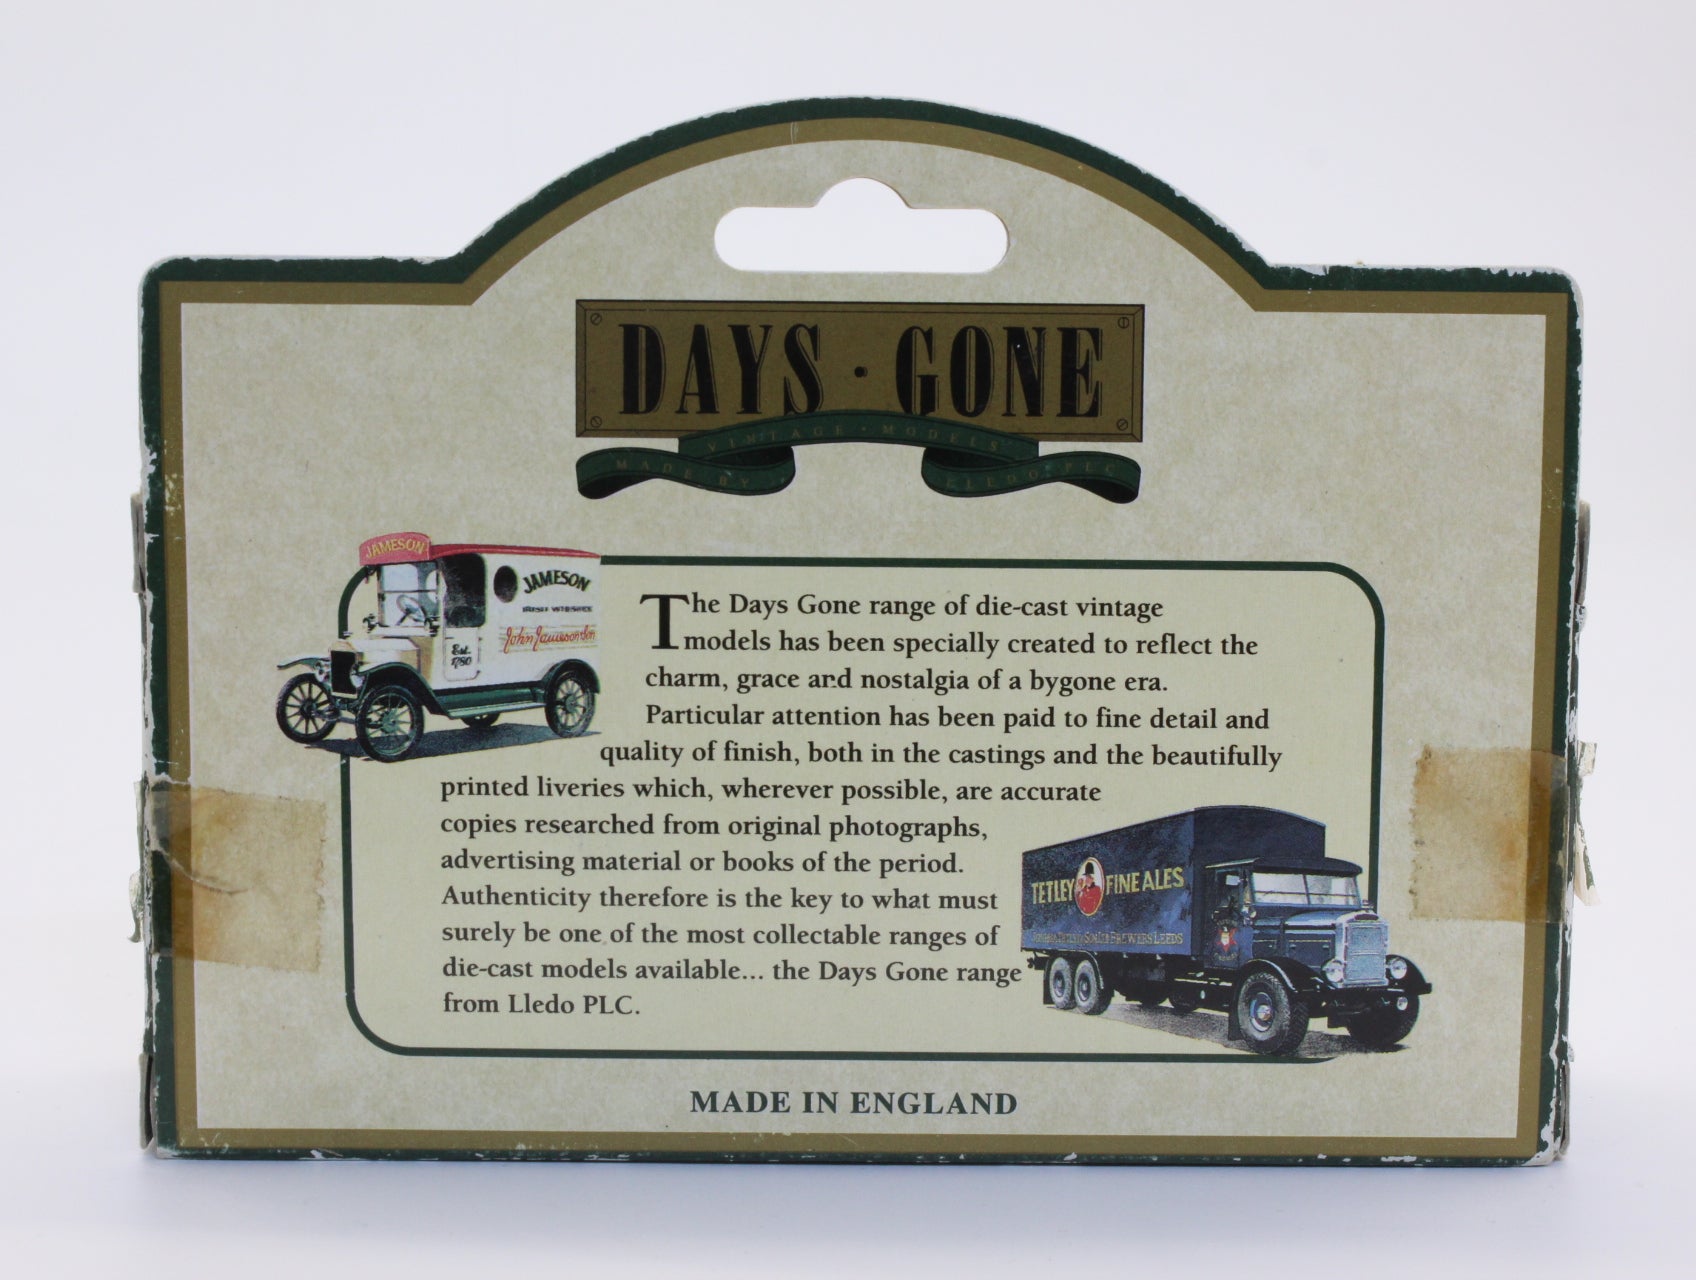 DAYS · GONE
VINTAGE · MODELS
MADE BY LLEDO PLC
JAMESON
JAMESON
IRISH WHISKEY
John Jameson & Son
Est.
1780
The Days Gone range of die-cast vintage
models has been specially created to reflect the
charm, grace and nostalgia of a bygone era.
Particular attention has been paid to fine detail and
quality of finish, both in the castings and the beautifully
printed liveries which, wherever possible, are accurate
copies researched from original photographs,
advertising material or books of the period.
Authenticity therefore is the key to what must
surely be one of the most collectable ranges of
die-cast models available... the Days Gone range
from Lledo PLC.
TETLEY FINE ALES
BREWERS LEEDS
MADE IN ENGLAND